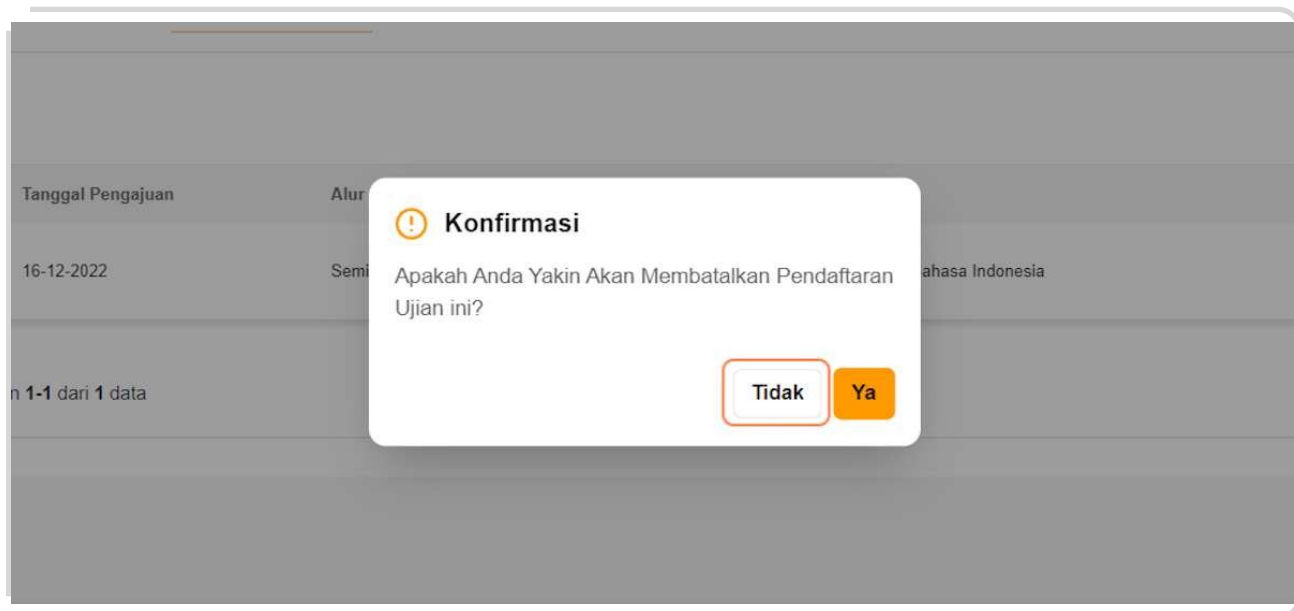 Tanggal Pengajuan
Alur
Konfirmasi
16-12-2022
Semi
Apakah Anda Yakin Akan Membatalkan Pendaftaran
Ujian ini?
ahasa Indonesia
n 1-1 dari 1 data
Tidak
Ya